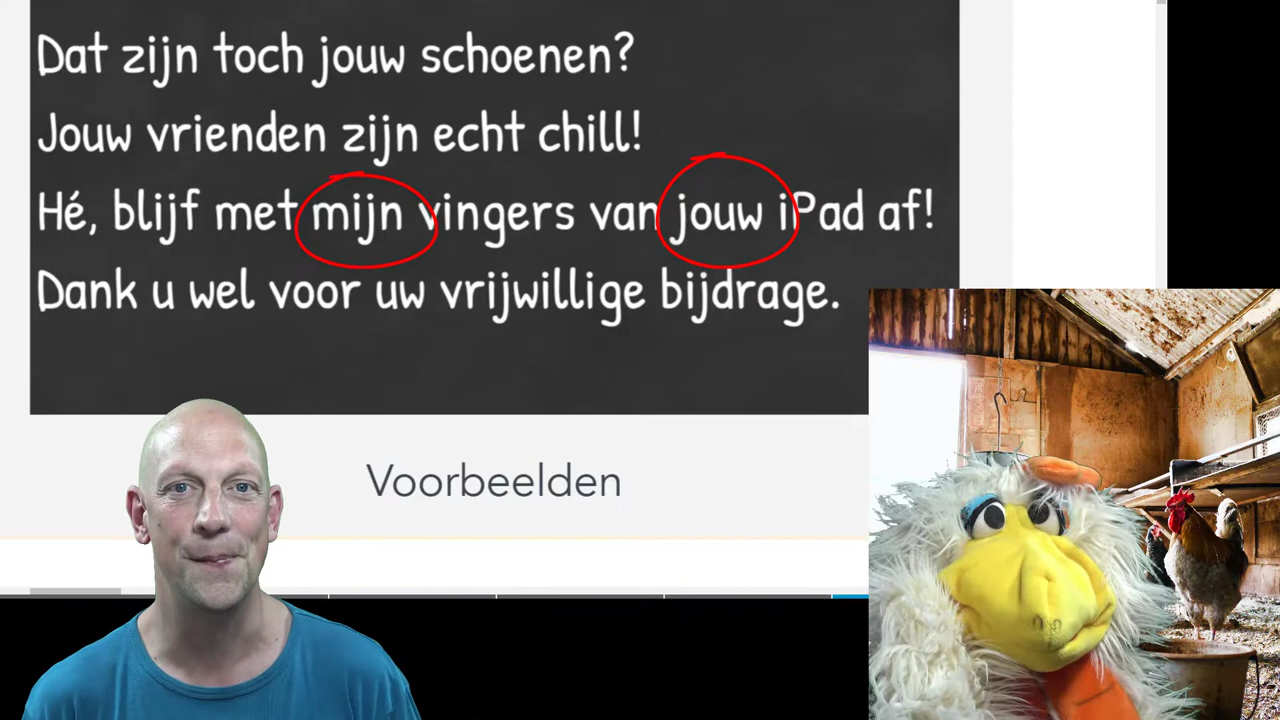 Dat zijn toch jouw schoenen?
Jouw vrienden zijn echt chill!
Hé, blijf met mijn vingers van jouw iPad af!
Dank u wel voor uw vrijwillige bijdrage.
Voorbeelden